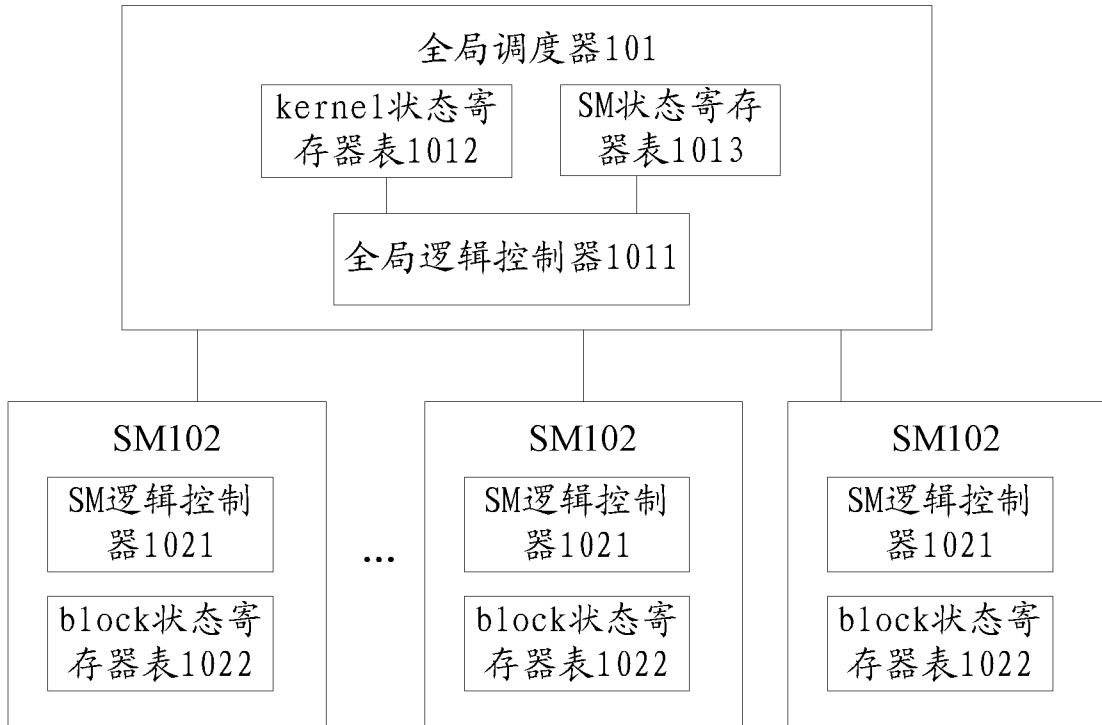 全局调度器101
kernel状态寄
存器表1012
SM状态寄存
器表1013
全局逻辑控制器1011
SM102
SM逻辑控制
器1021
block状态寄
存器表1022
...
SM102
SM逻辑控制
器1021
block状态寄
存器表1022
SM102
SM逻辑控制
器1021
block状态寄
存器表1022